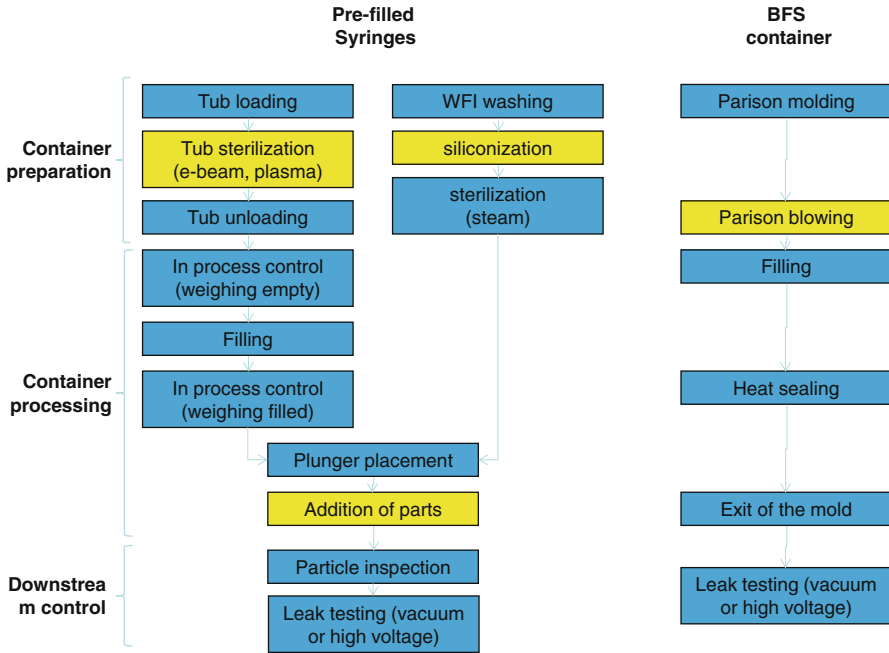 Pre-filled
Syringes
BFS
container
Container
preparation
Tub loading
Tub sterilization
(e-beam, plasma)
Tub unloading
WFI washing
siliconization
sterilization
(steam)
Parison molding
Parison blowing
Container
processing
In process control
(weighing empty)
Filling
In process control
(weighing filled)
Plunger placement
Addition of parts
Filling
Heat sealing
Exit of the mold
Downstrea
m control
Particle inspection
Leak testing (vacuum
or high voltage)
Leak testing (vacuum
or high voltage)